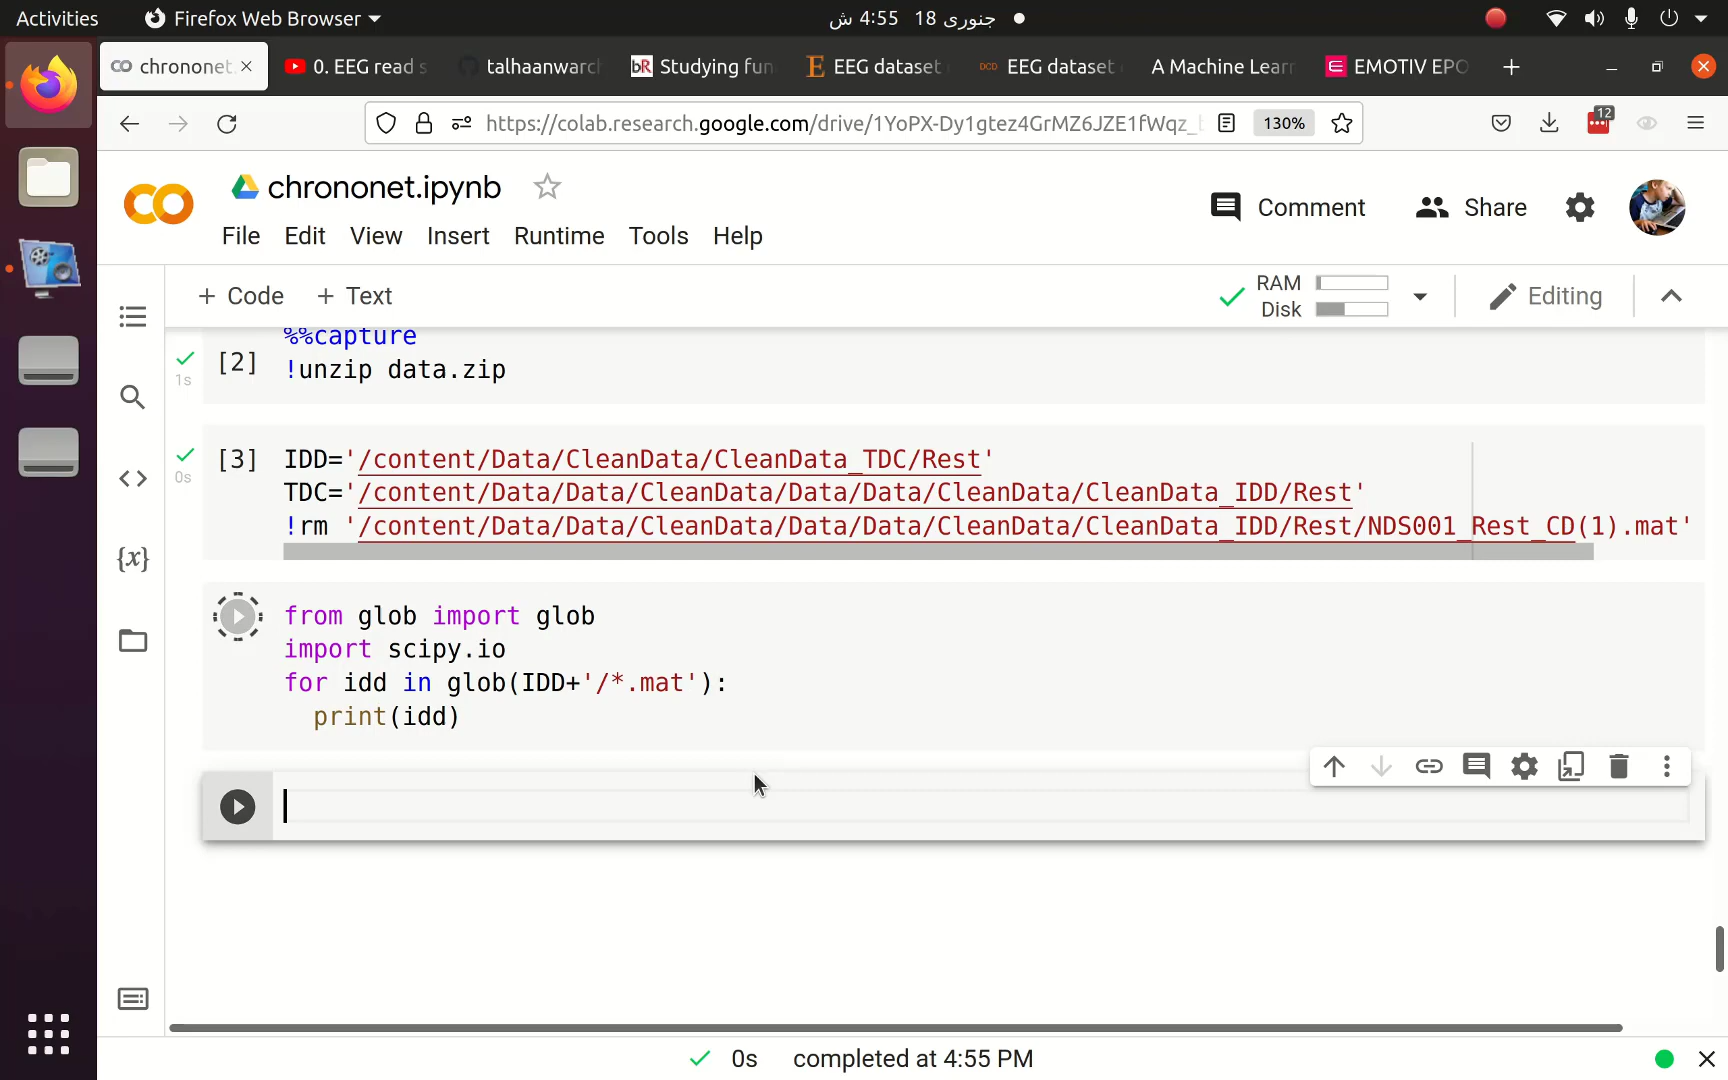 Activities
Firefox Web Browser
جنوری 18 4:55 ش
chrononet.
0. EEG read s
talhaanwarch
bR Studying fun
E EEG dataset
DCD EEG dataset
A Machine Lear
EMOTIV EPO
https://colab.research.google.com/drive/1YoPX-Dy1gtez4GrMZ6JZE1fWqz_
130%
12
chrononet.ipynb
Comment
Share
File Edit View Insert Runtime Tools Help
+ Code + Text
RAM
Disk
Editing
%%capture
[2] !unzip data.zip
1s
[3] IDD='/content/Data/CleanData/CleanData_TDC/Rest'
0s
TDC='/content/Data/Data/CleanData/Data/Data/CleanData/CleanData_IDD/Rest'
!rm '/content/Data/Data/CleanData/Data/Data/CleanData/CleanData_IDD/Rest/NDS001_Rest_CD(1).mat'
from glob import glob
import scipy.io
for idd in glob(IDD+'/*.mat'):
print(idd)
{x}
0s completed at 4:55 PM